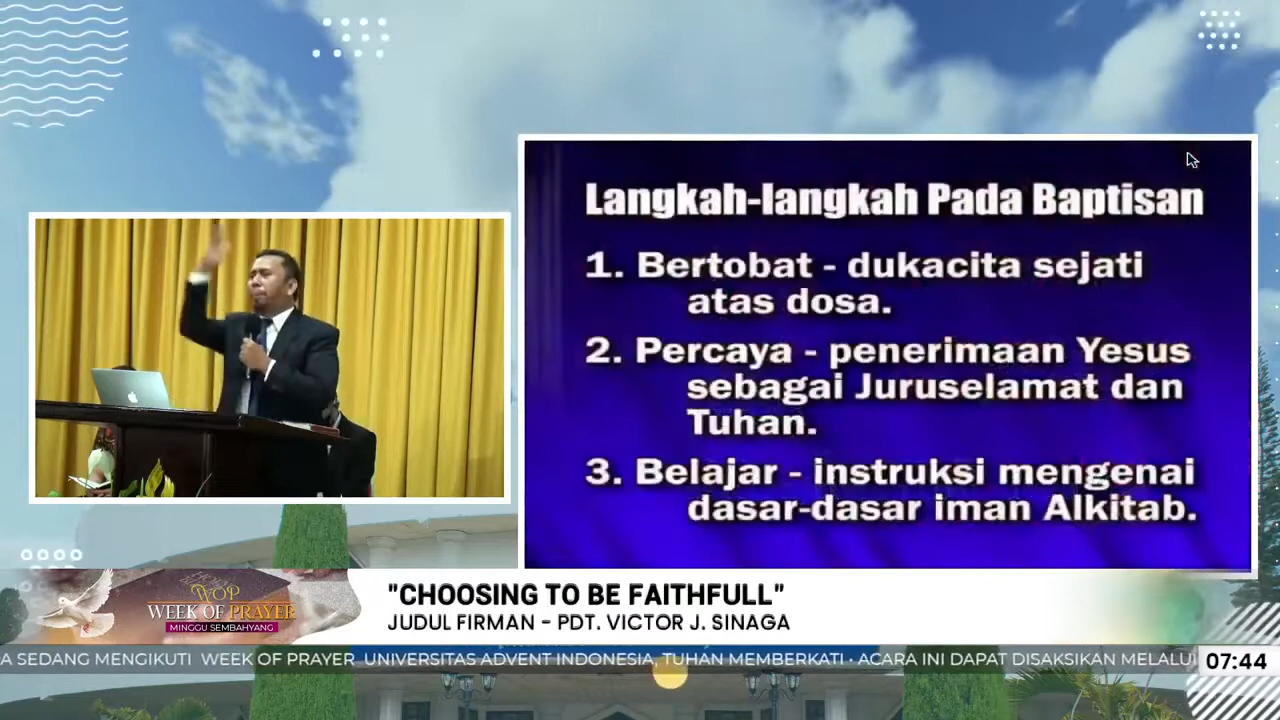 Langkah-langkah Pada Baptisan
1. Bertobat - dukacita sejati
atas dosa.
2. Percaya - penerimaan Yesus
sebagai Juruselamat dan
Tuhan.
3. Belajar - instruksi mengenai
dasar-dasar iman Alkitab.
WOP
WEEK OF PRAYER
MINGGU SEMBAHYANG
"CHOOSING TO BE FAITHFULL"
JUDUL FIRMAN - PDT. VICTOR J. SINAGA
A SEDANG MENGIKUTI WEEK OF PRAYER UNIVERSITAS ADVENT INDONESIA, TUHAN MEMBERKATI • ACARA INI DAPAT DISAKSIKAN MELALUI
07:44